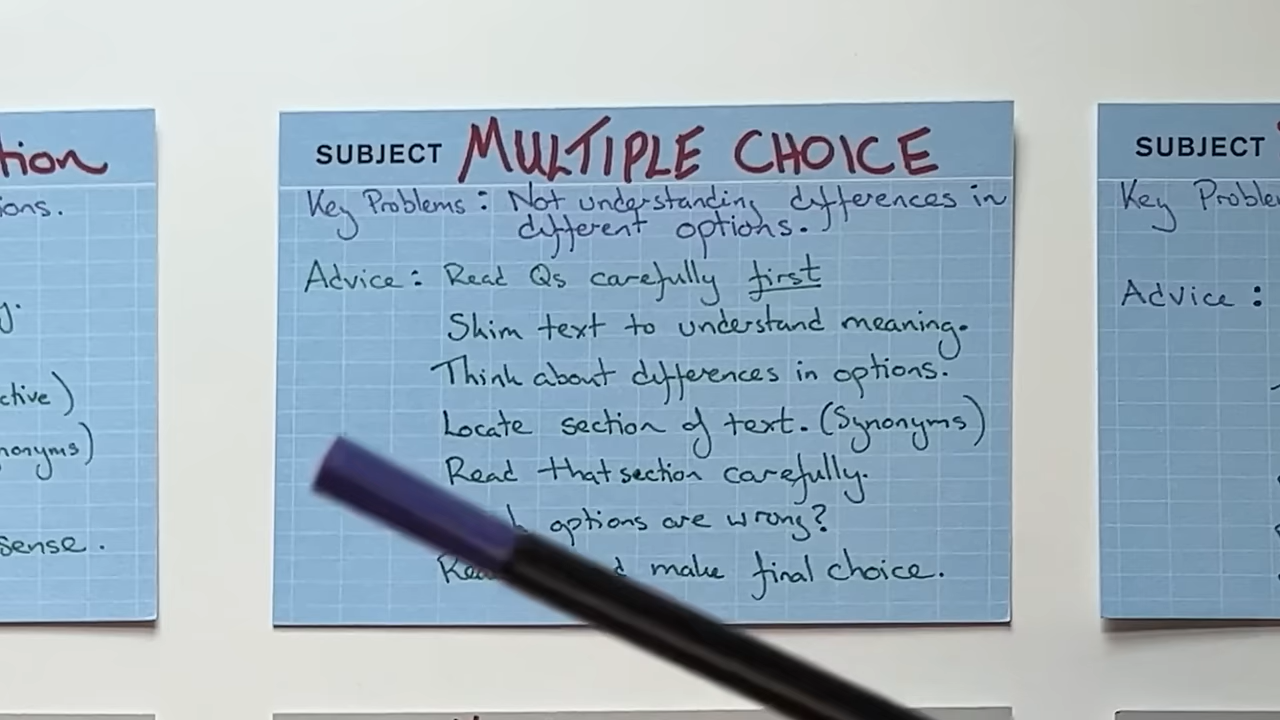 tion
ions.
y.
ctive)
nonyms)
sense.
SUBJECT MULTIPLE CHOICE
Key Problems: Not understanding differences in
different options.
Advice: Read Qs carefully first
Skim text to understand meaning.
Think about differences in options.
Locate section of text. (Synonyms)
Read that section carefully.
options are wrong?
make final choice.
SUBJECT
Key Proble
Advice: